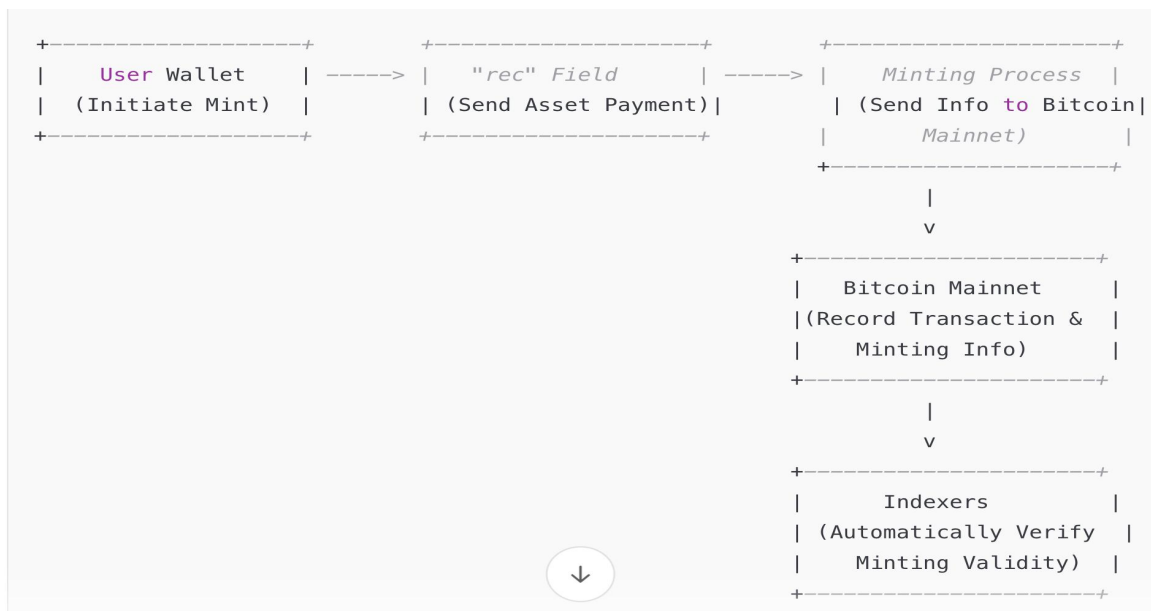 +-------------------+ +--------------------+ +---------------------+
| User Wallet | -----> | "rec" Field | -----> | Minting Process |
| (Initiate Mint) | | (Send Asset Payment)| | (Send Info to Bitcoin|
+-------------------+ +--------------------+ | Mainnet) |
+---------------------+
|
v
+----------------------+
| Bitcoin Mainnet |
|(Record Transaction & |
| Minting Info) |
+----------------------+
|
v
+----------------------+
| Indexers |
| (Automatically Verify |
| Minting Validity) |
+----------------------+